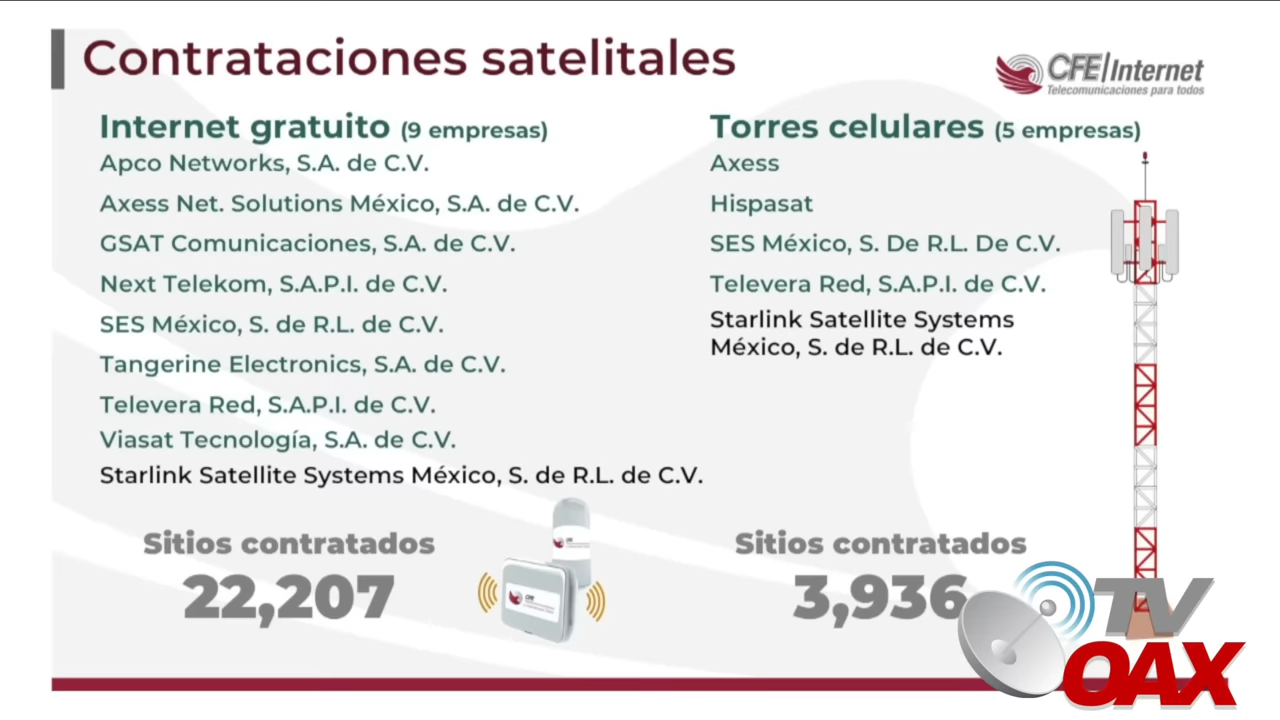 Contrataciones satelitales
CFE Internet
Telecomunicaciones para todos
Internet gratuito (9 empresas)
Apco Networks, S.A. de C.V.
Axess Net. Solutions México, S.A. de C.V.
GSAT Comunicaciones, S.A. de C.V.
Next Telekom, S.A.P.I. de C.V.
SES México, S. de R.L. de C.V.
Tangerine Electronics, S.A. de C.V.
Televera Red, S.A.P.I. de C.V.
Viasat Tecnología, S.A. de C.V.
Starlink Satellite Systems México, S. de R.L. de C.V.
Sitios contratados
22,207
CFE
Torres celulares (5 empresas)
Axess
Hispasat
SES México, S. De R.L. De C.V.
Televera Red, S.A.P.I. de C.V.
Starlink Satellite Systems
México, S. de R.L. de C.V.
Sitios contratados
3,936
TV
OAX